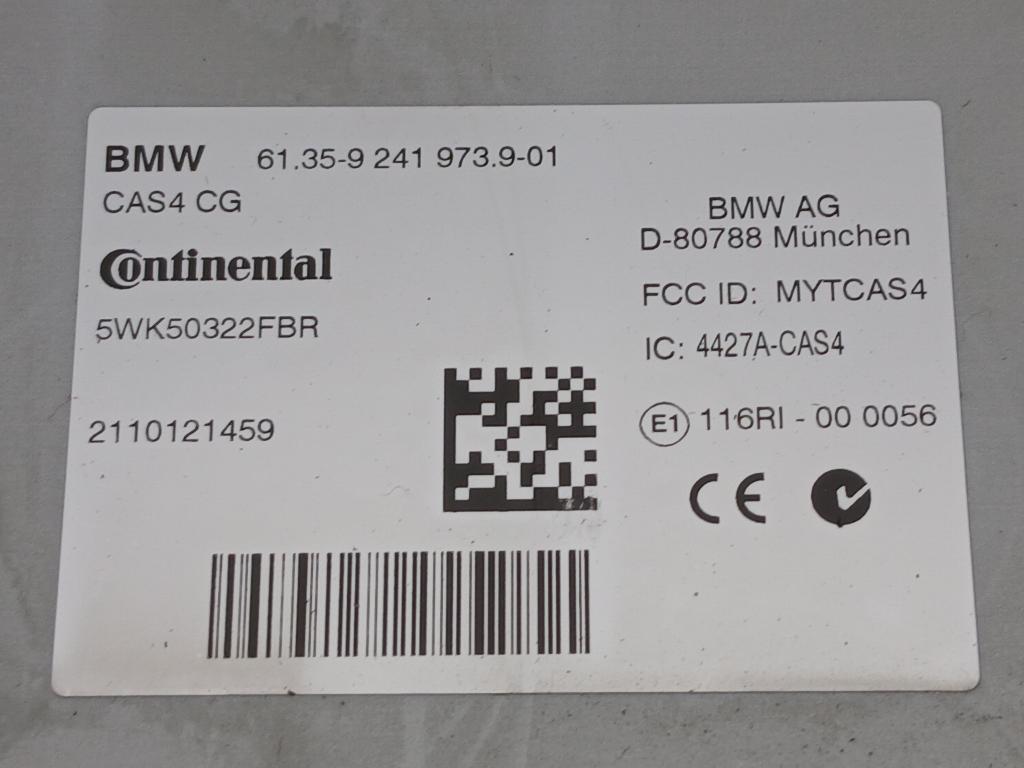 BMW 61.35-9 241 973.9-01
CAS4 CG
Continental
5WK50322FBR
2110121459
BMW AG
D-80788 München
FCC ID: MYTCAS4
IC: 4427A-CAS4
E1 116RI - 00 0056
CE